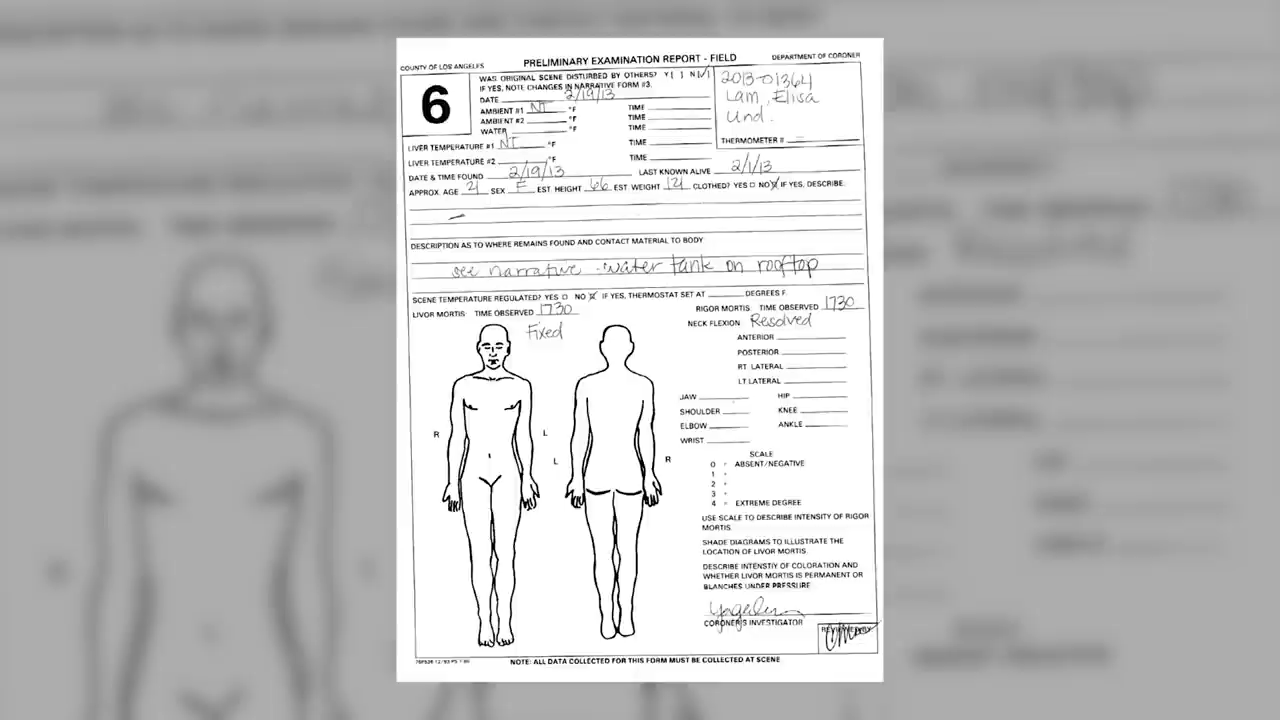 COUNTY OF LOS ANGELES PRELIMINARY EXAMINATION REPORT - FIELD DEPARTMENT OF CORONER
6
WAS ORIGINAL SCENE DISTURBED BY OTHERS? Y[ ] N[/]
IF YES, NOTE CHANGES IN NARRATIVE FORM #3.
DATE 2/19/13
AMBIENT #1 NT °F TIME
AMBIENT #2 °F TIME
WATER °F TIME
2013-01364
Lam, Elisa
Und.
THERMOMETER # —
LIVER TEMPERATURE #1 NT °F TIME
LIVER TEMPERATURE #2 °F TIME
DATE & TIME FOUND 2/19/13 LAST KNOWN ALIVE 2/1/13
APPROX. AGE 21 SEX F EST. HEIGHT 66 EST WEIGHT 121 CLOTHED? YES □ NO☒ IF YES, DESCRIBE.
DESCRIPTION AS TO WHERE REMAINS FOUND AND CONTACT MATERIAL TO BODY
see narrative - water tank on rooftop
SCENE TEMPERATURE REGULATED? YES □ NO ☒ IF YES, THERMOSTAT SET AT DEGREES F.
LIVOR MORTIS: TIME OBSERVED 1730
Fixed
RIGOR MORTIS: TIME OBSERVED 1730
NECK FLEXION Resolved
ANTERIOR
POSTERIOR
RT LATERAL
LT LATERAL
JAW HIP
SHOULDER KNEE
ELBOW ANKLE
WRIST
R L
L R
SCALE
0 = ABSENT/NEGATIVE
1 =
2 =
3 =
4 = EXTREME DEGREE
USE SCALE TO DESCRIBE INTENSITY OF RIGOR
MORTIS.
SHADE DIAGRAMS TO ILLUSTRATE THE
LOCATION OF LIVOR MORTIS.
DESCRIBE INTENSTIY OF COLORATION AND
WHETHER LIVOR MORTIS IS PERMANENT OR
BLANCHES UNDER PRESSURE
CORONER'S INVESTIGATOR
REVIEWED BY
NOTE: ALL DATA COLLECTED FOR THIS FORM MUST BE COLLECTED AT SCENE